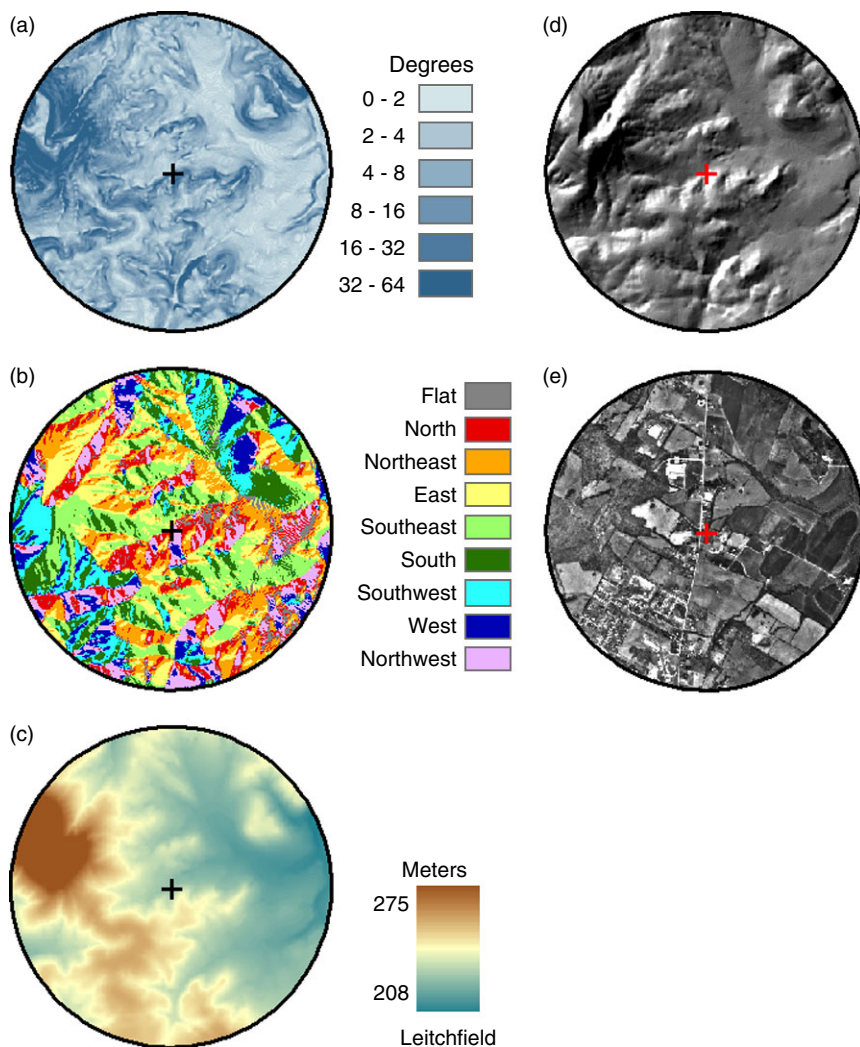 (a)
Degrees
0 - 2
2 - 4
4 - 8
8 - 16
16 - 32
32 - 64
(d)
(b)
Flat
North
Northeast
East
Southeast
South
Southwest
West
Northwest
(e)
(c)
Meters
275
208
Leitchfield